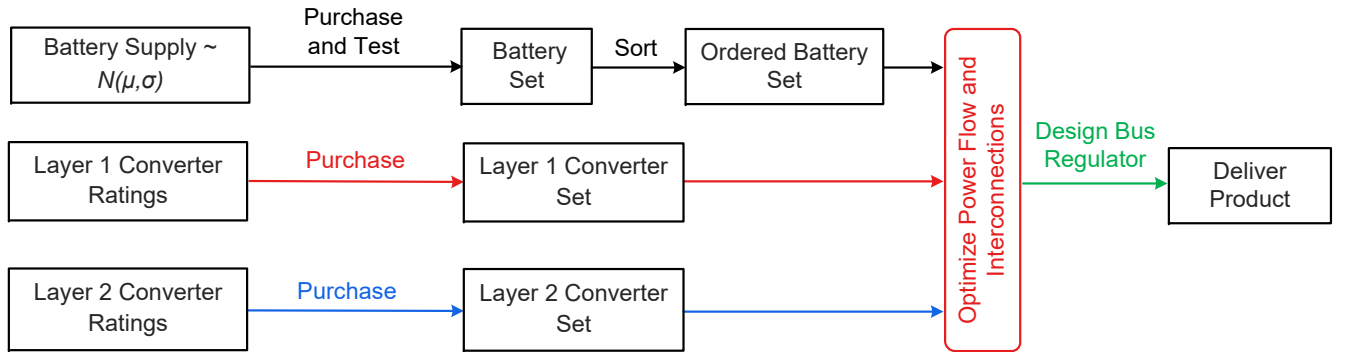 Battery Supply ~
N(μ,σ)
Purchase
and Test
Battery
Set
Sort
Ordered Battery
Set
Layer 1 Converter
Ratings
Purchase
Layer 1 Converter
Set
Layer 2 Converter
Ratings
Purchase
Layer 2 Converter
Set
Optimize Power Flow and
Interconnections
Design Bus
Regulator
Deliver
Product